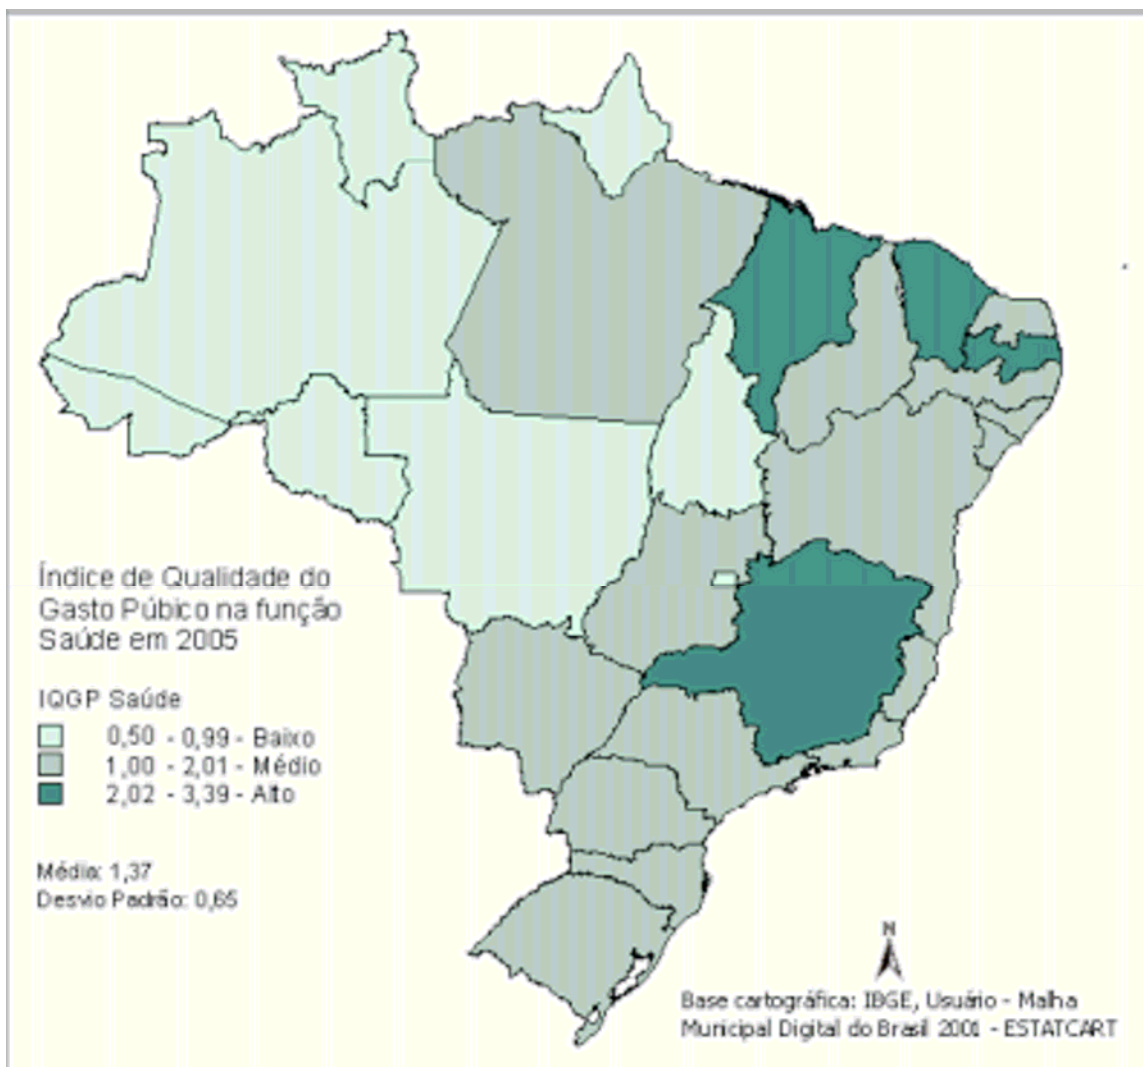 Índice de Qualidade do
Gasto Púbico na função
Saúde em 2005
IQGP Saúde
0,50 - 0,99 - Baixo
1,00 - 2,01 - Médio
2,02 - 3,39 - Alto
Média: 1,37
Desvio Padrão: 0,65
N
Base cartográfica: IBGE, Usuário - Malha
Municipal Digital do Brasil 2001 - ESTATCART